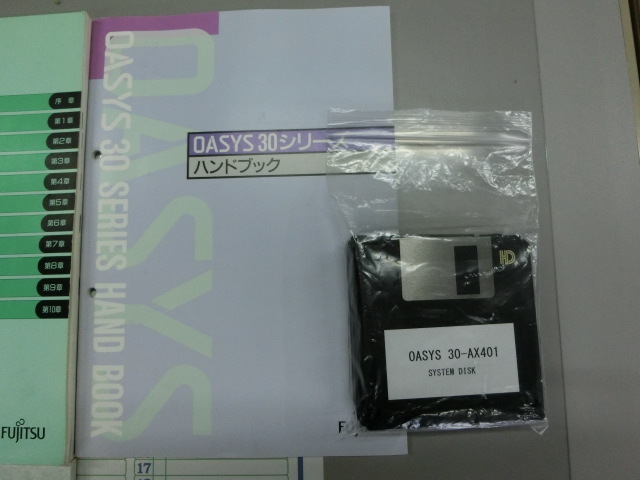 序 章
第1章
第2章
第3章
第4章
第5章
第6章
第7章
第8章
第9章
第10章
FUJITSU
OASYS 30 SERIES HAND BOOK
OASYS
OASYS 30シリー
ハンドブック
F
HD
OASYS 30-AX401
SYSTEM DISK
17